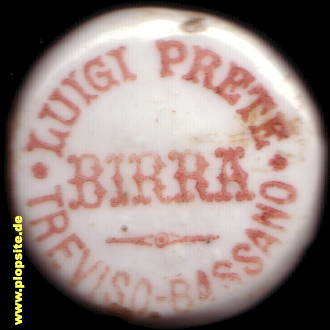 LUIGI PRETE
BIRRA
TREVISO-BASSANO
www.plopsite.de